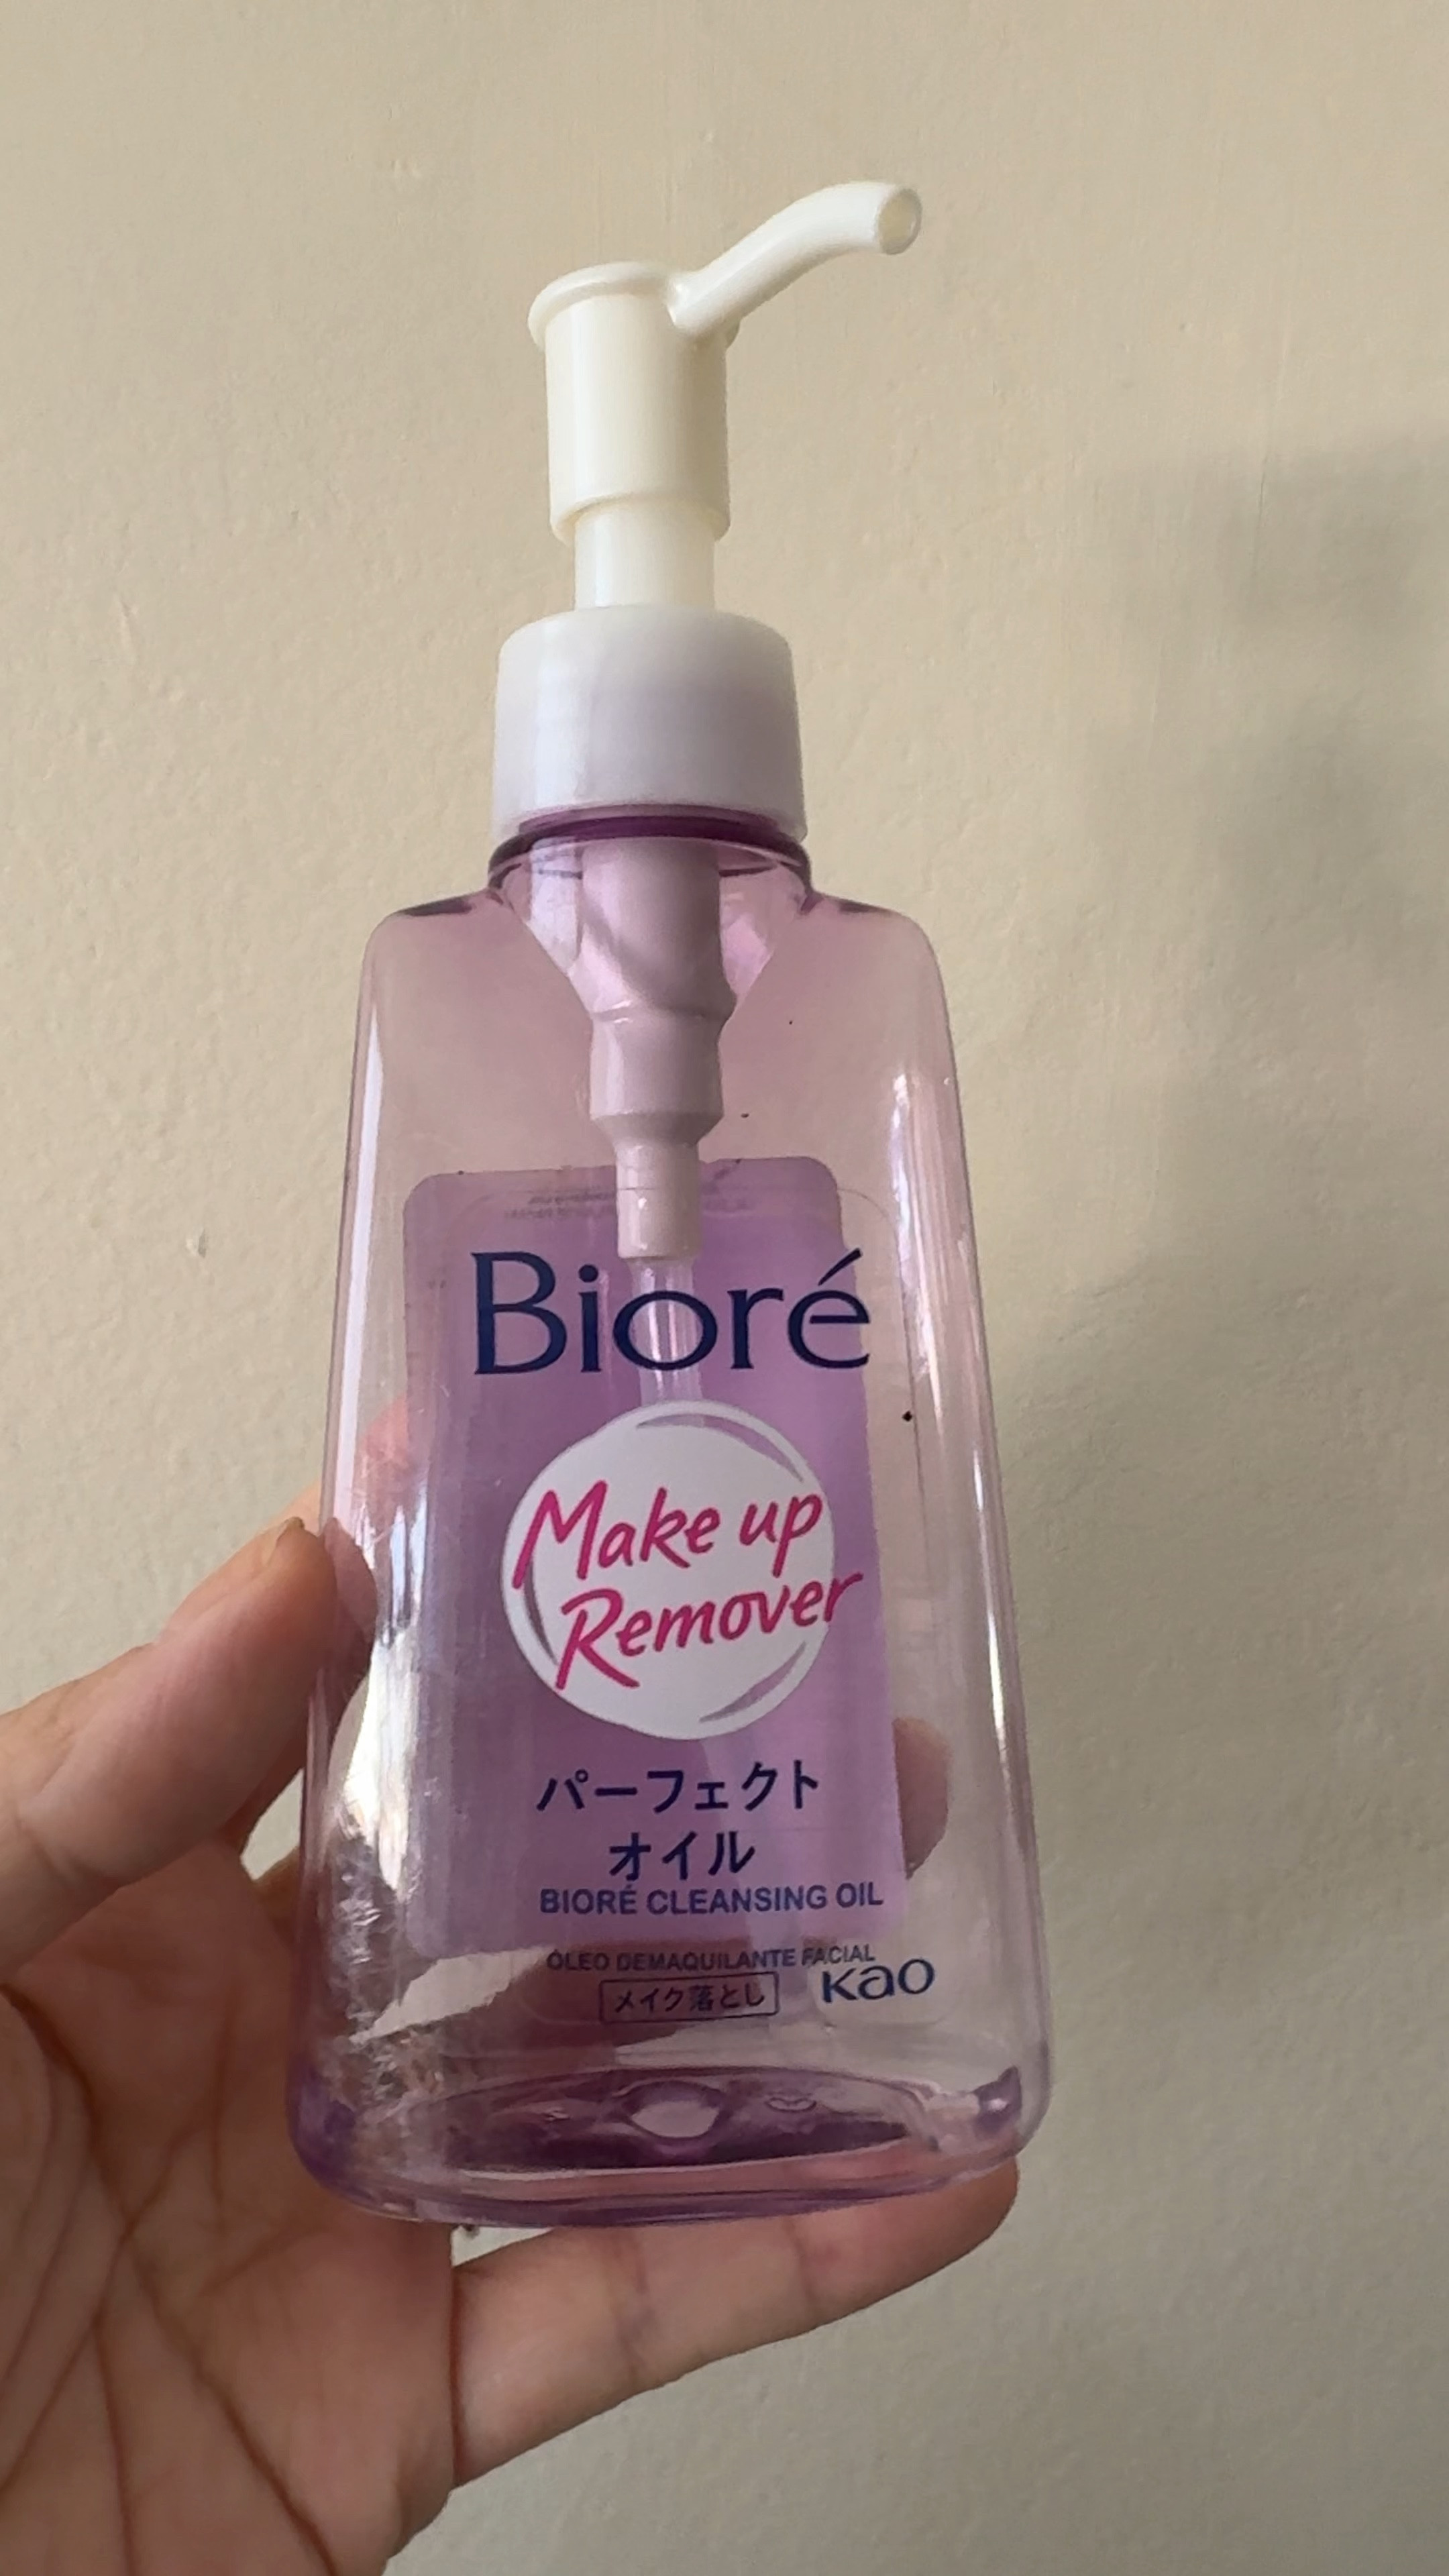 Bioré
Make up
Remover
パーフェクト
オイル
BIORÉ CLEANSING OIL
ÓLEO DEMAQUILANTE FACIAL
メイク落とし
Kao